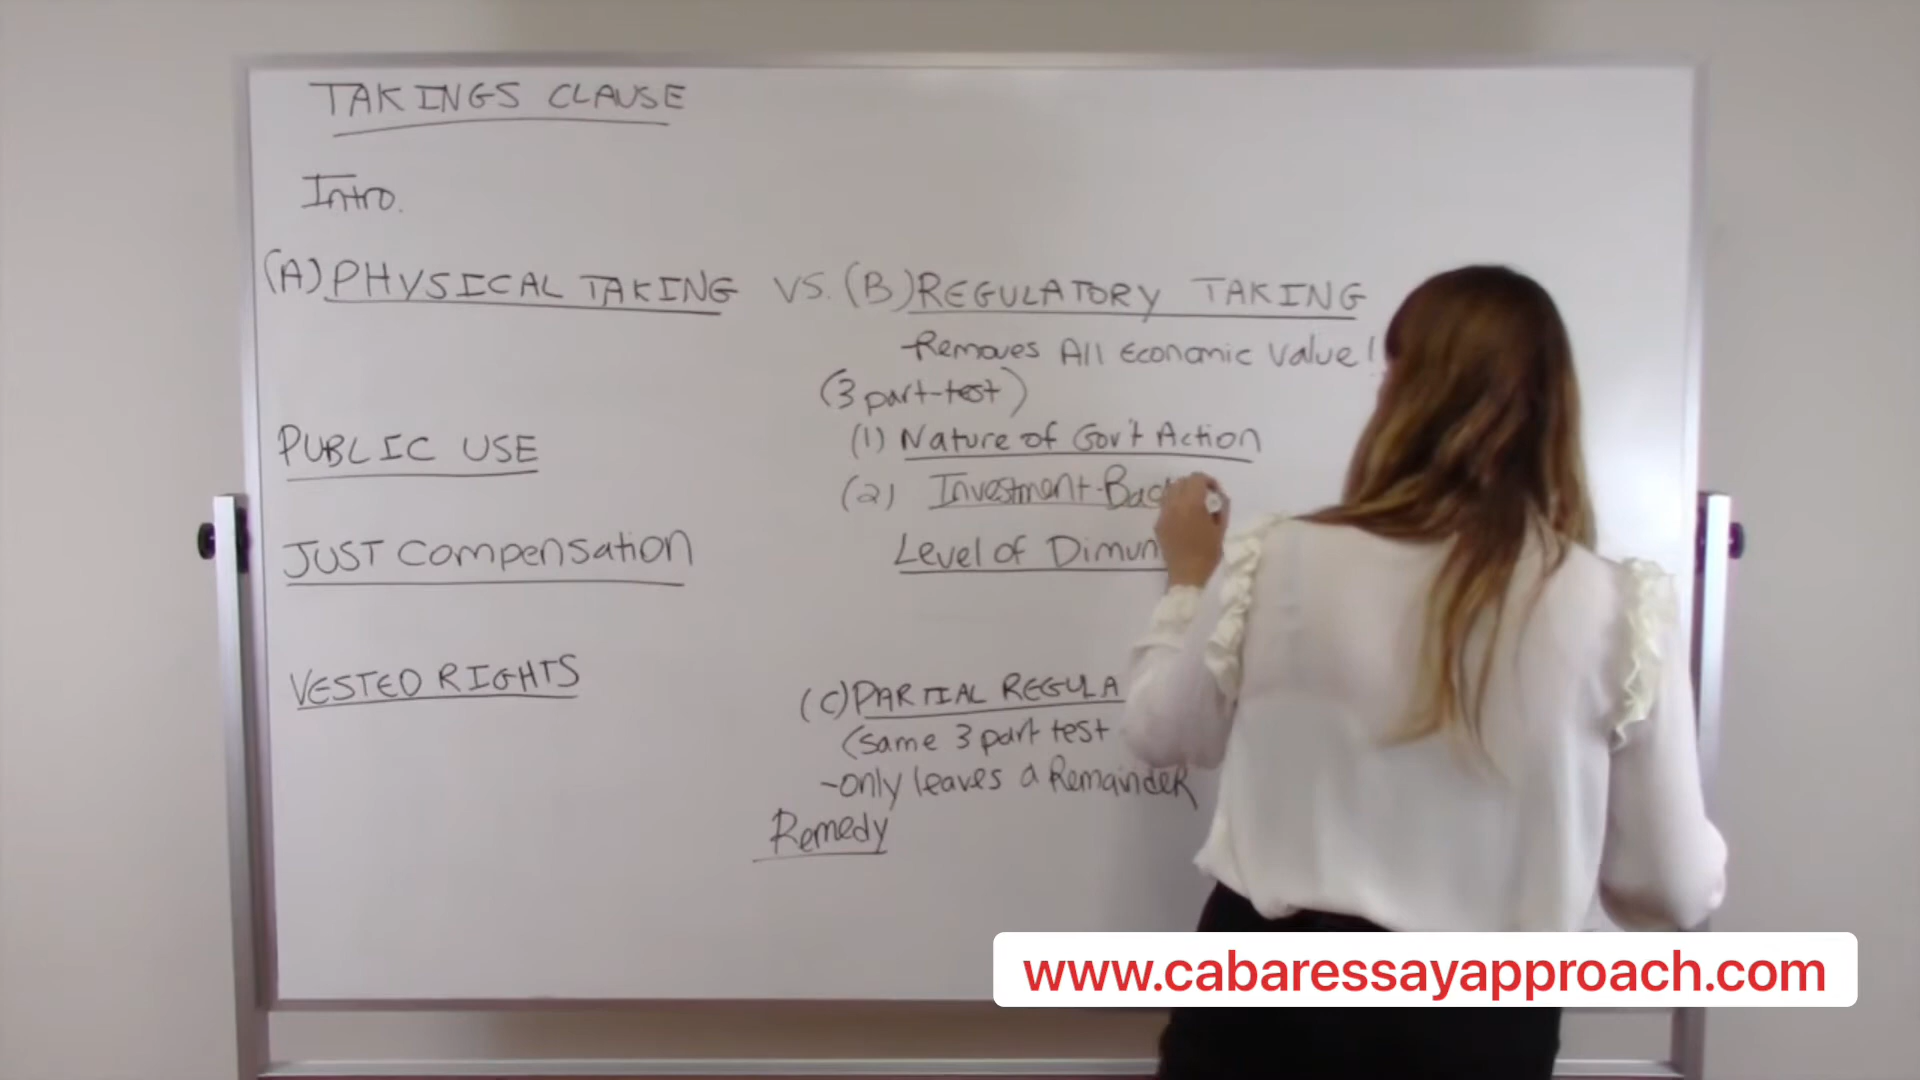 TAKINGS CLAUSE
Intro.
(A) PHYSICAL TAKING VS. (B) REGULATORY TAKING
-Removes All Economic Value!
(3 part-test)
(1) Nature of Gov't Action
PUBLIC USE
(2) Investment-Bac
Level of Dimun
JUST Compensation
VESTED RIGHTS
(C) PARTIAL REGULA
(same 3 part test
-only leaves a Remainder
Remedy
www.cabaressayapproach.com